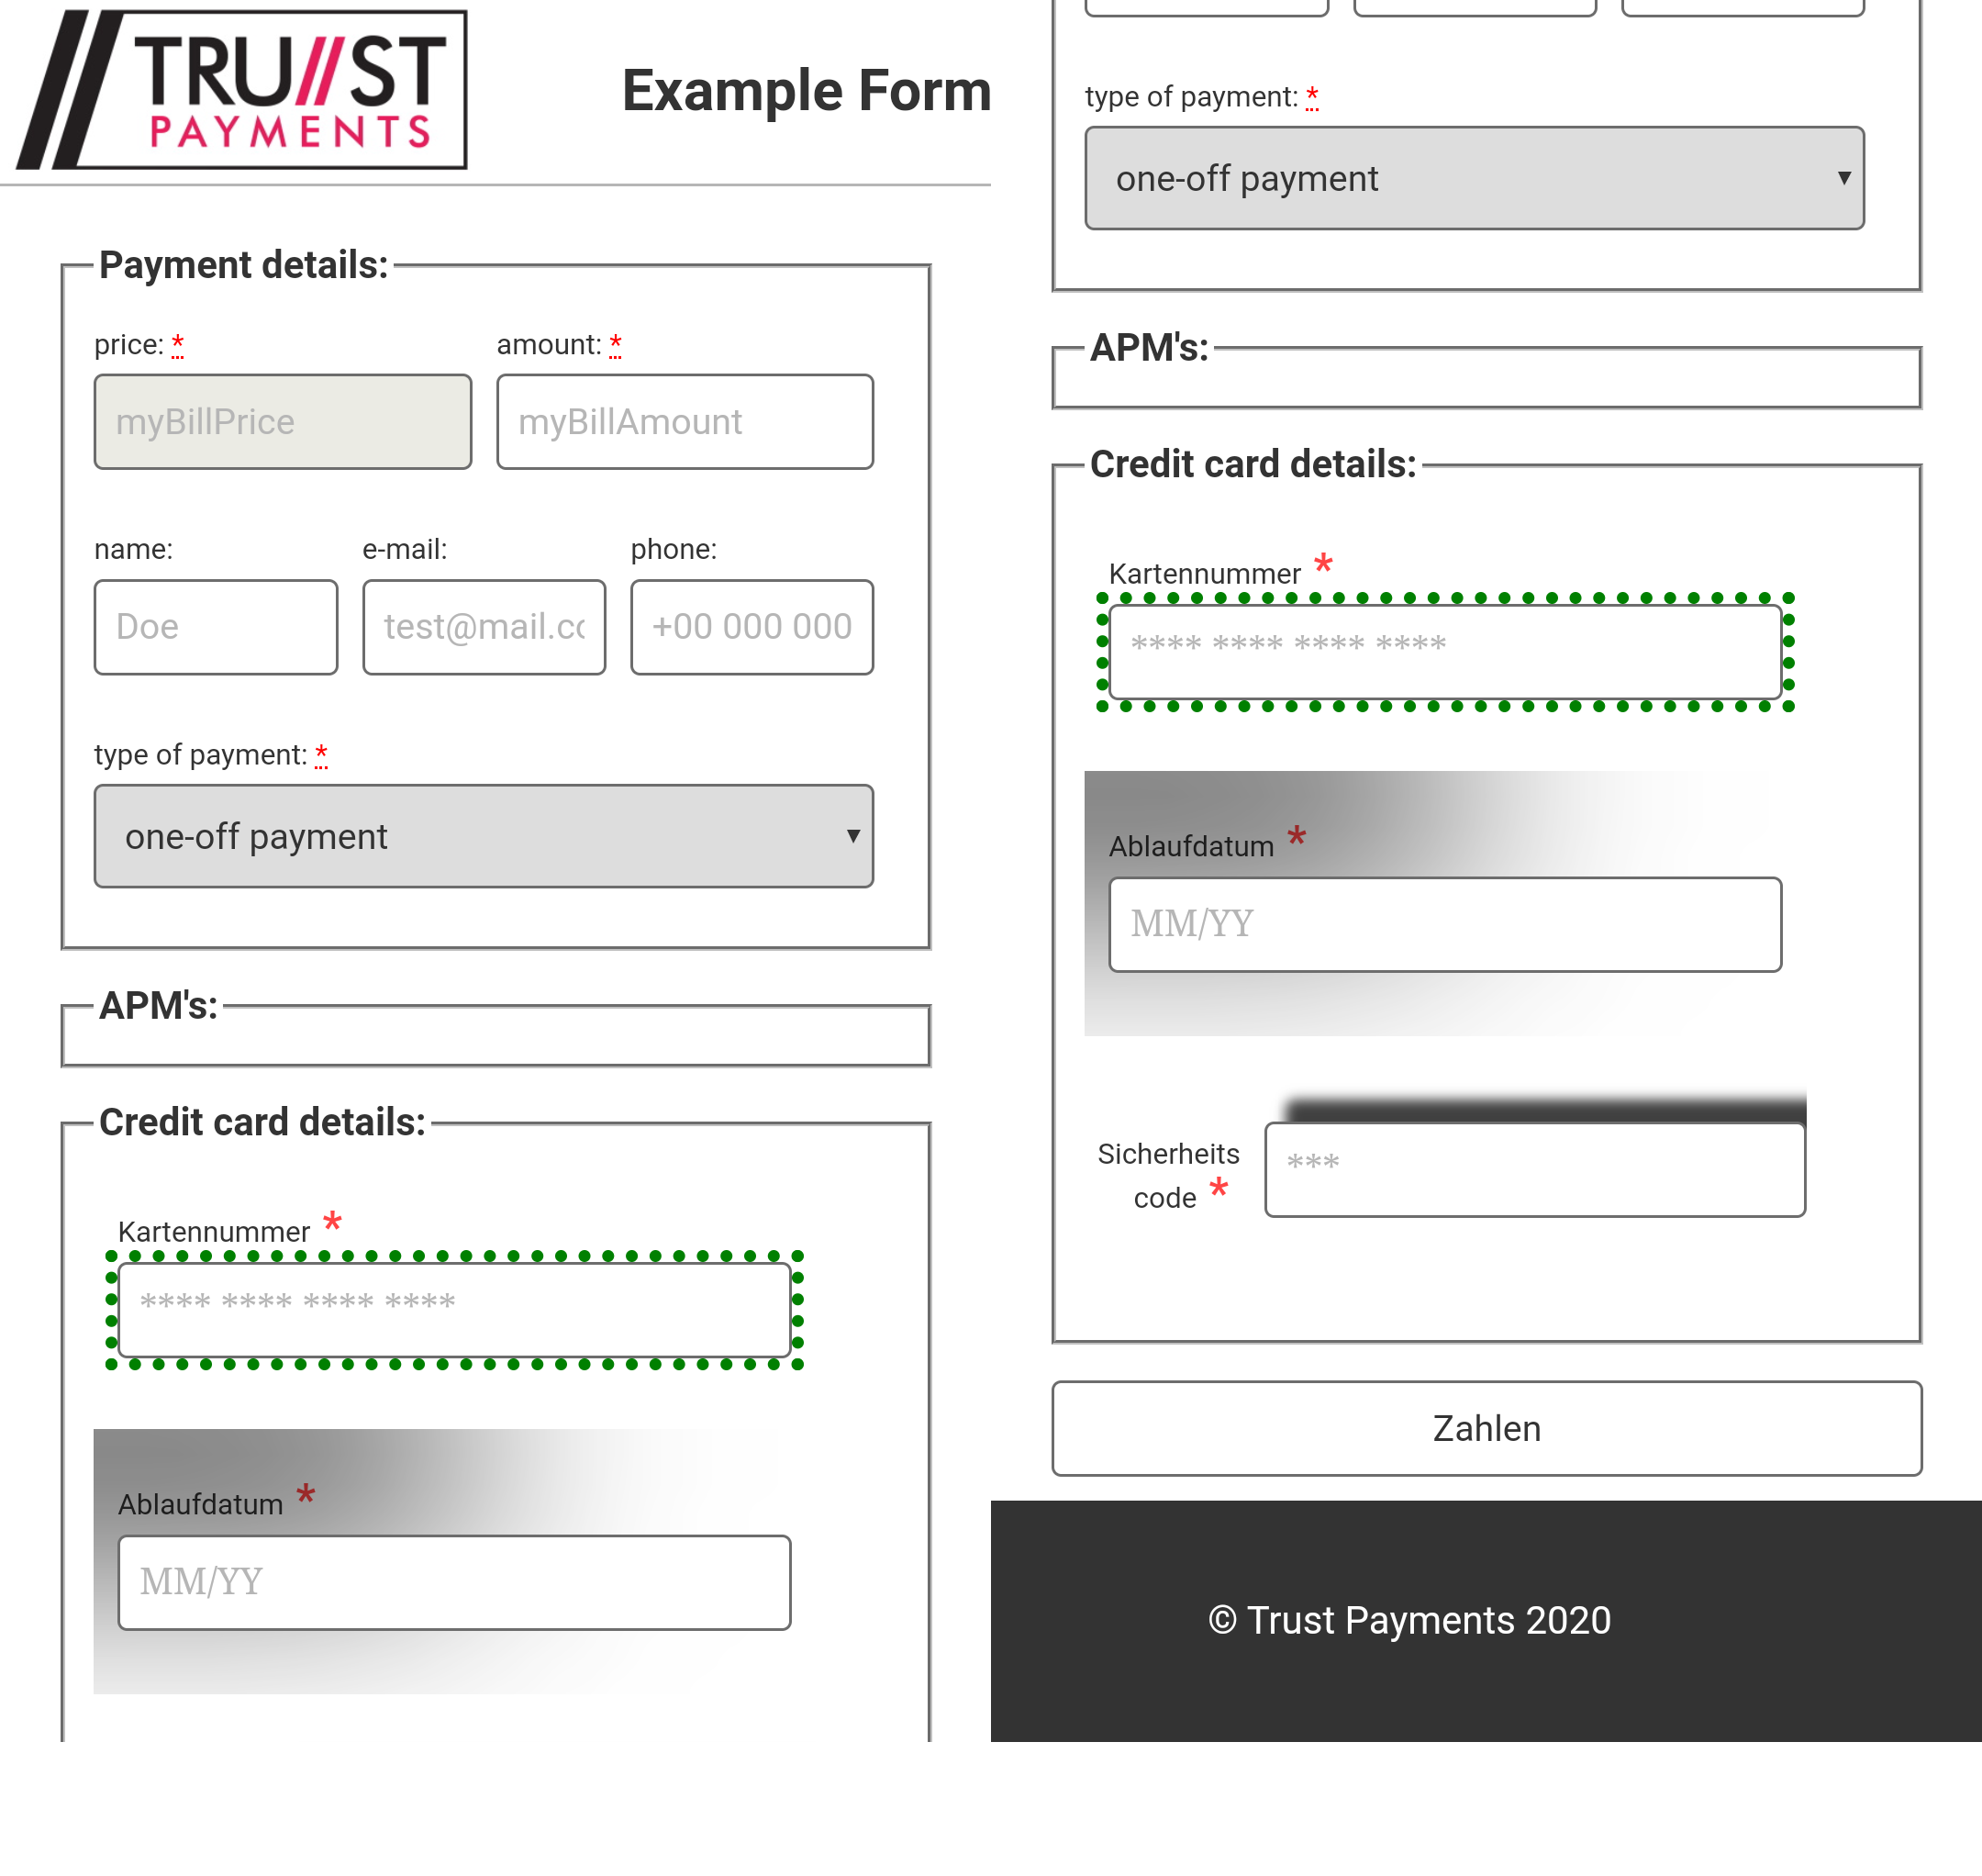 TRU//ST
PAYMENTS
Example Form
Payment details:
price: *
amount: *
myBillPrice
myBillAmount
name:
e-mail:
phone:
Doe
test@mail.co
+00 000 000
type of payment: *
one-off payment
APM's:
Credit card details:
Kartennummer *
**** **** **** ****
Ablaufdatum *
MM/YY
type of payment: *
one-off payment
APM's:
Credit card details:
Kartennummer *
**** **** **** ****
Ablaufdatum *
MM/YY
Sicherheits
code *
***
Zahlen
© Trust Payments 2020